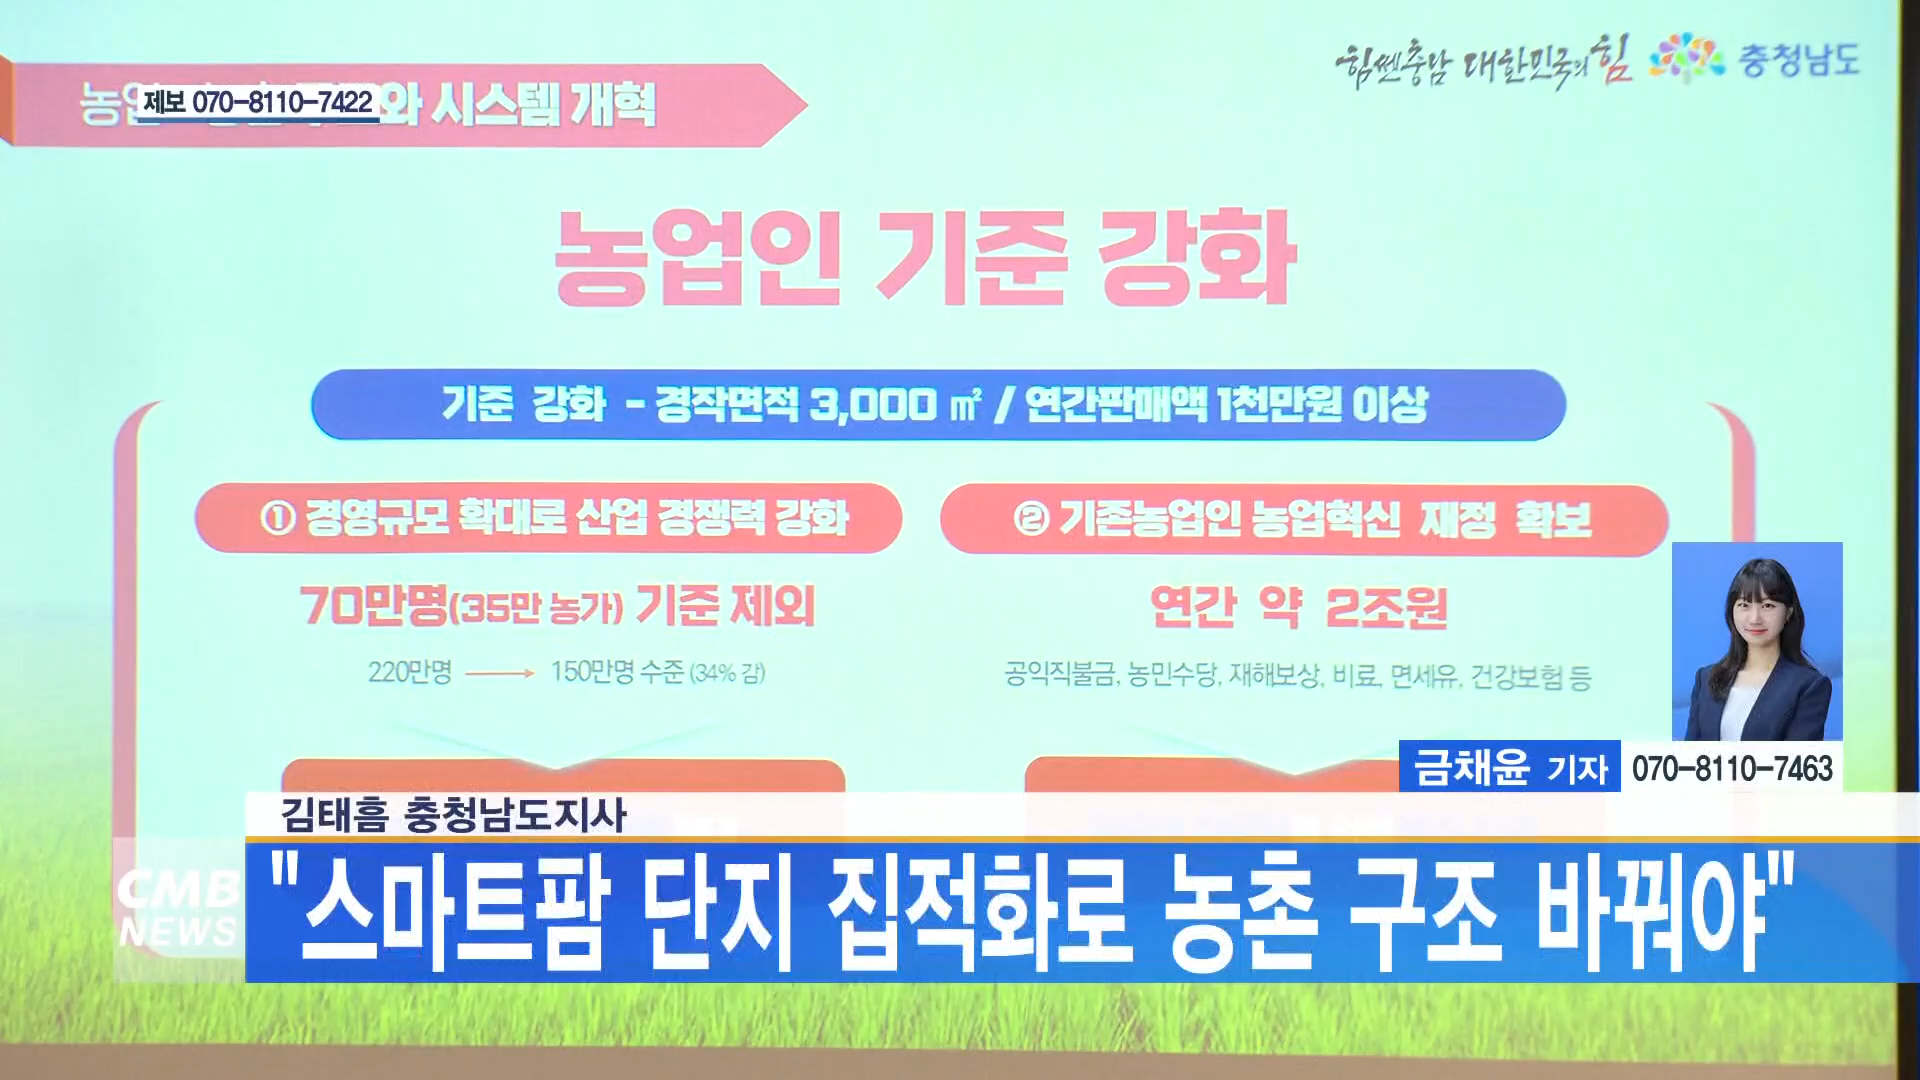 힘쎈충남 대한민국의 힘 충청남도
제보 070-8110-7422
와 시스템 개혁
농업인 기준 강화
기준 강화 - 경작면적 3,000 ㎡ / 연간판매액 1천만원 이상
① 경영규모 확대로 산업 경쟁력 강화
② 기존농업인 농업혁신 재정 확보
70만명(35만 농가) 기준 제외
연간 약 2조원
220만명 → 150만명 수준 (34% 감)
공익직불금, 농민수당, 재해보상, 비료, 면세유, 건강보험 등
금채윤 기자 070-8110-7463
김태흠 충청남도지사
"스마트팜 단지 집적화로 농촌 구조 바꿔야"
CMB
NEWS